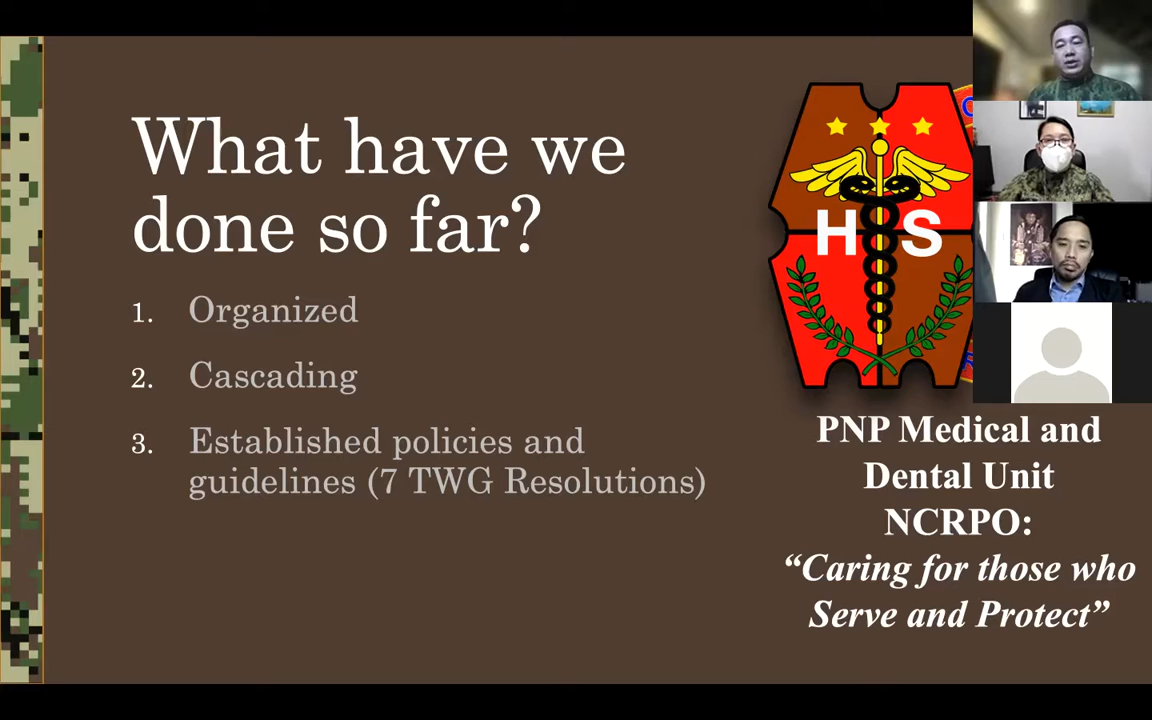 What have we
done so far?
1. Organized
2. Cascading
3. Established policies and
guidelines (7 TWG Resolutions)
H S
PNP Medical and
Dental Unit
NCRPO:
“Caring for those who
Serve and Protect”